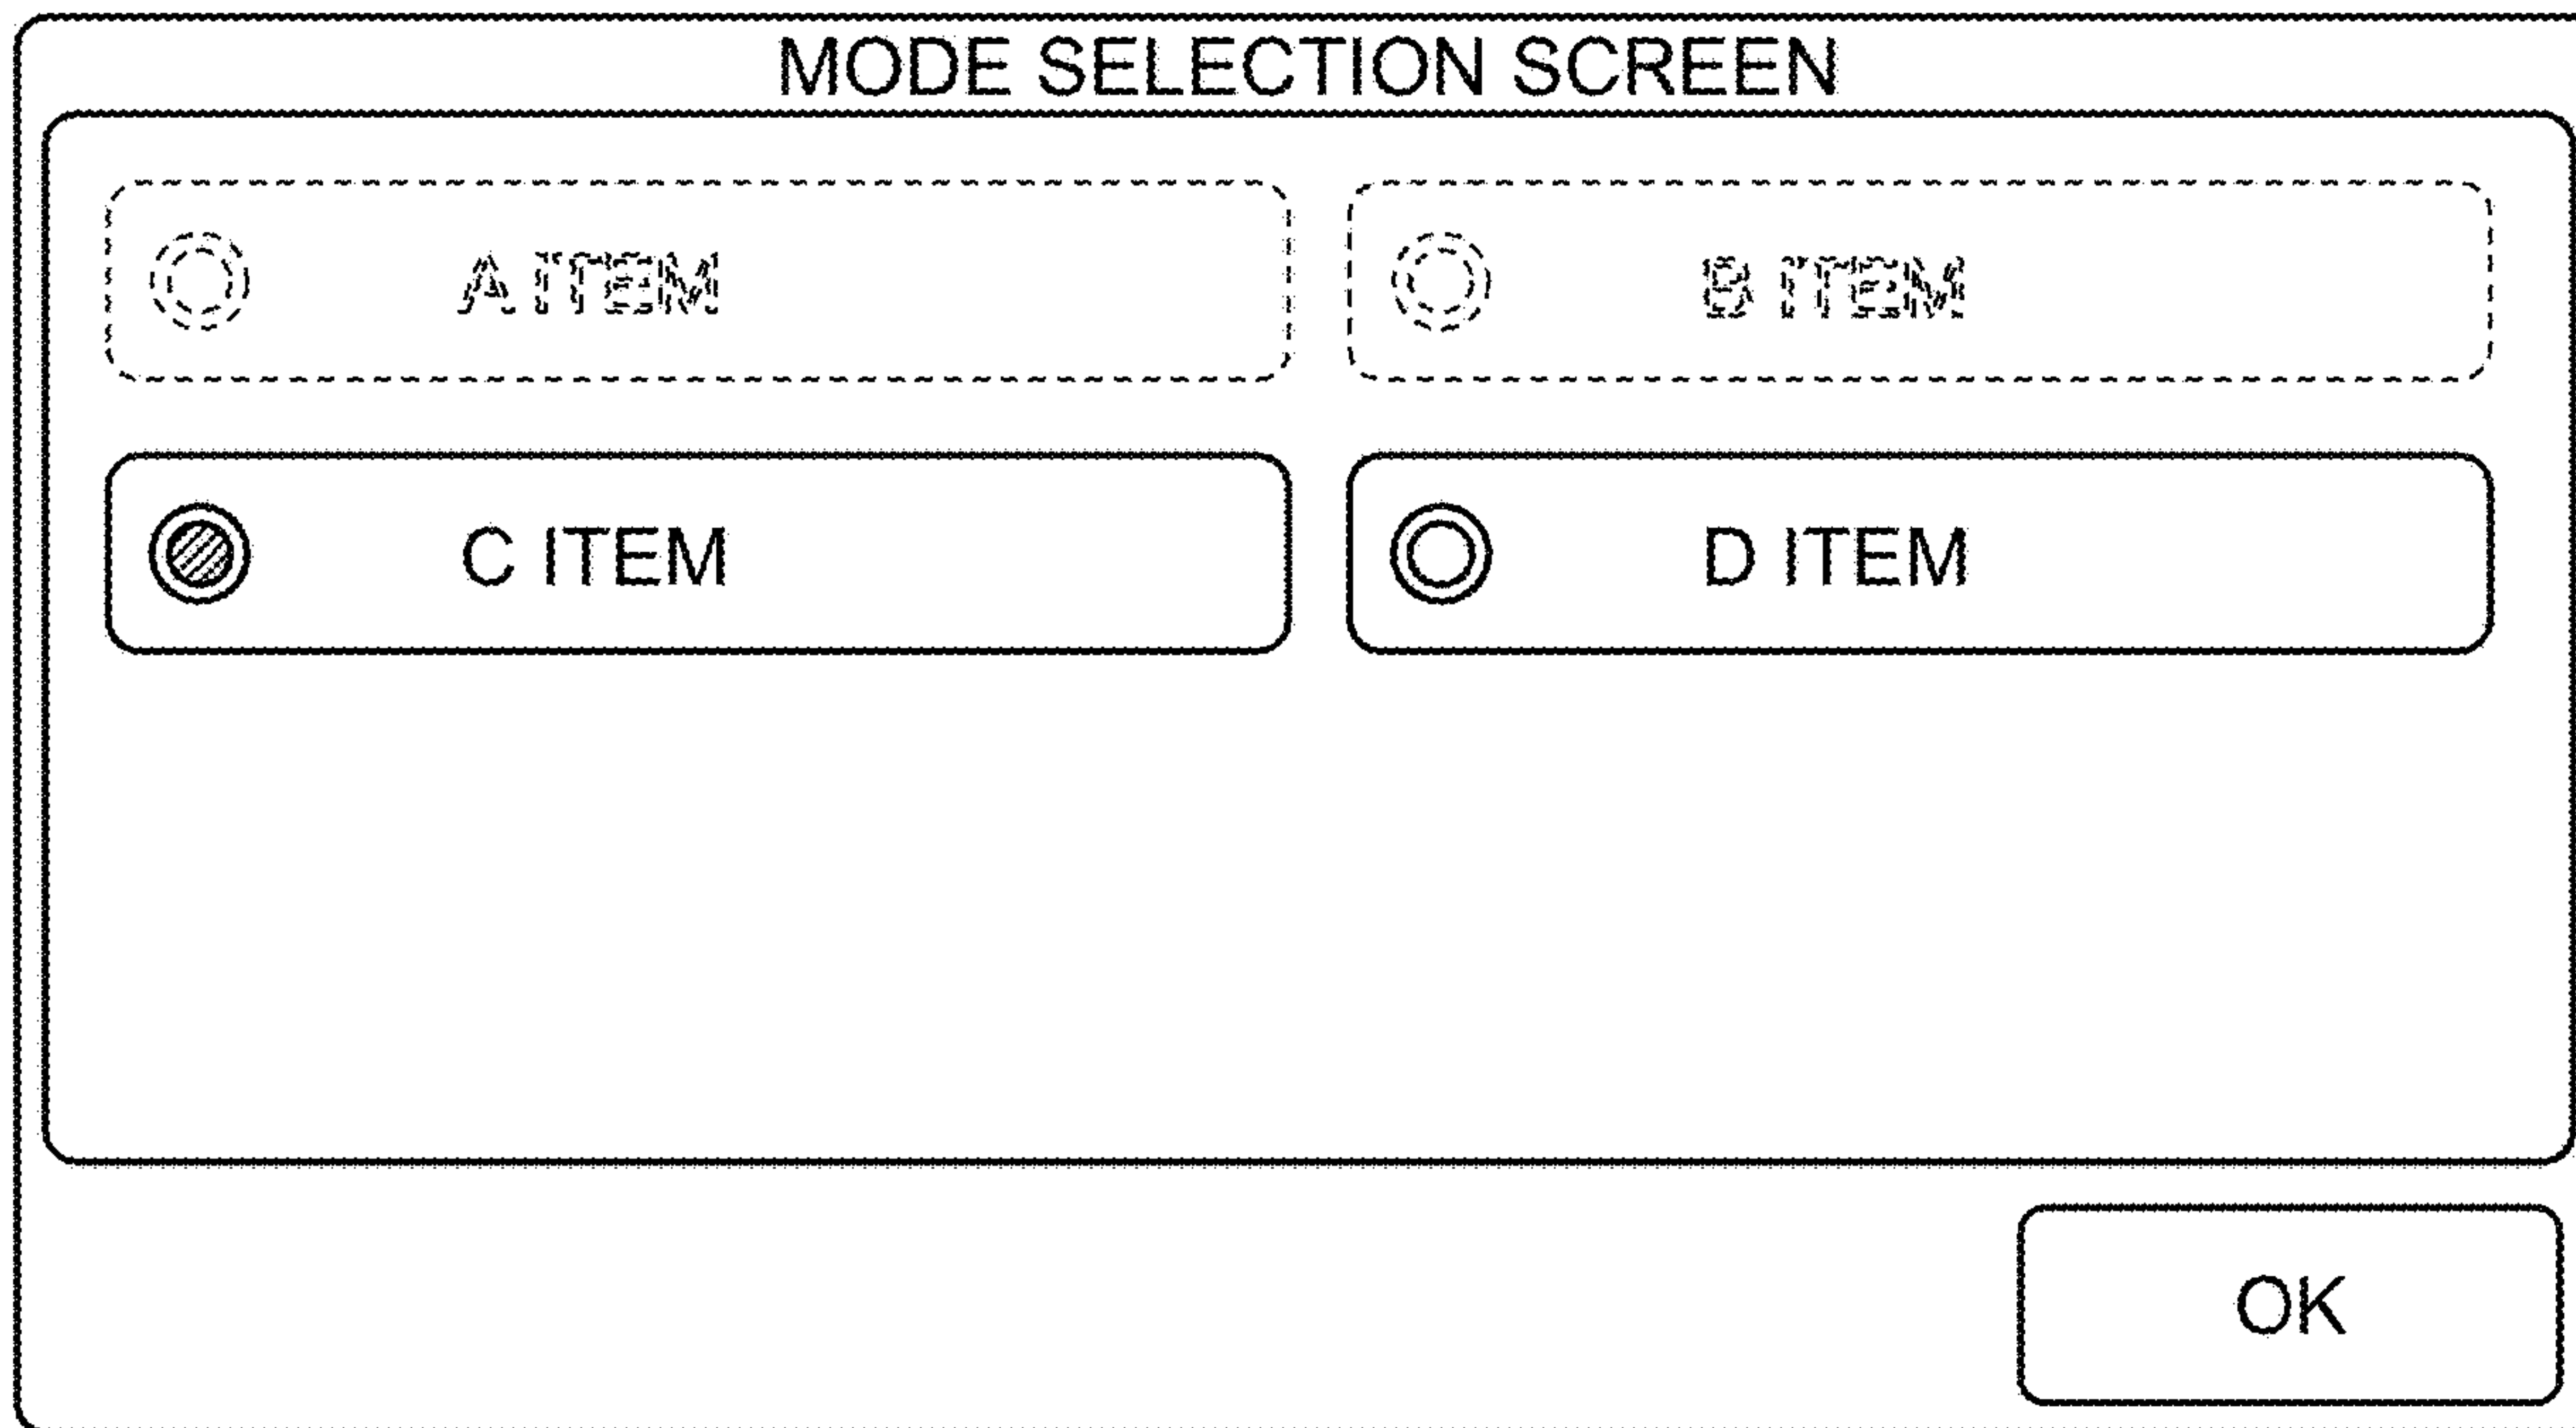 MODE SELECTION SCREEN
A ITEM
B ITEM
C ITEM
D ITEM
OK